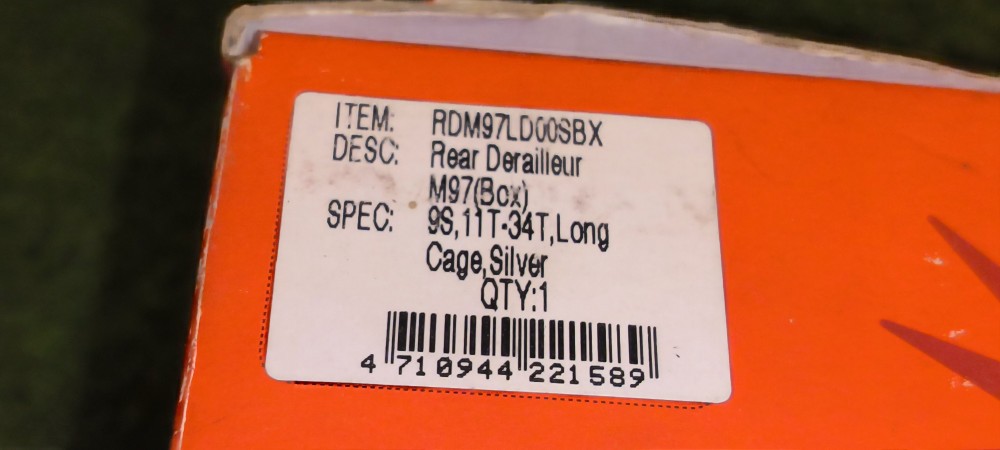 ITEM: RDM97LD00SBX
DESC: Rear Derailleur
M97(Box)
SPEC: 9S,11T-34T,Long
Cage,Silver
QTY:1
4 710944 221589